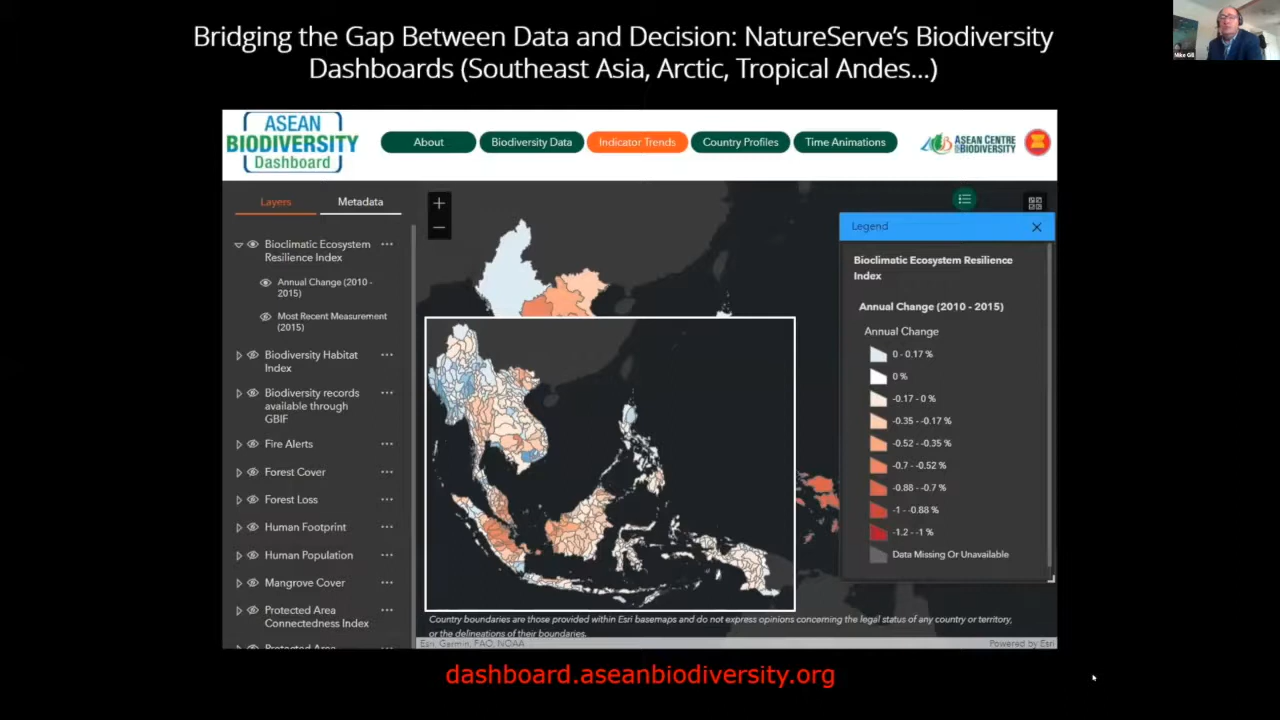 Bridging the Gap Between Data and Decision: NatureServe's Biodiversity
Dashboards (Southeast Asia, Arctic, Tropical Andes...)
Mike Gill
ASEAN
BIODIVERSITY
Dashboard
About
Biodiversity Data
Indicator Trends
Country Profiles
Time Animations
ASEAN CENTRE
for BIODIVERSITY
Layers
Metadata
Bioclimatic Ecosystem
Resilience Index
Annual Change (2010 -
2015)
Most Recent Measurement
(2015)
Biodiversity Habitat
Index
Biodiversity records
available through
GBIF
Fire Alerts
Forest Cover
Forest Loss
Human Footprint
Human Population
Mangrove Cover
Protected Area
Connectedness Index
Protected Area
+
−
Legend
Bioclimatic Ecosystem Resilience
Index
Annual Change (2010 - 2015)
Annual Change
0 - 0.17 %
0 %
-0.17 - 0 %
-0.35 - -0.17 %
-0.52 - -0.35 %
-0.7 - -0.52 %
-0.88 - -0.7 %
-1 - -0.88 %
-1.2 - -1 %
Data Missing Or Unavailable
Country boundaries are those provided within Esri basemaps and do not express opinions concerning the legal status of any country or territory,
or the delineations of their boundaries.
Esri, Garmin, FAO, NOAA
Powered by Esri
dashboard.aseanbiodiversity.org